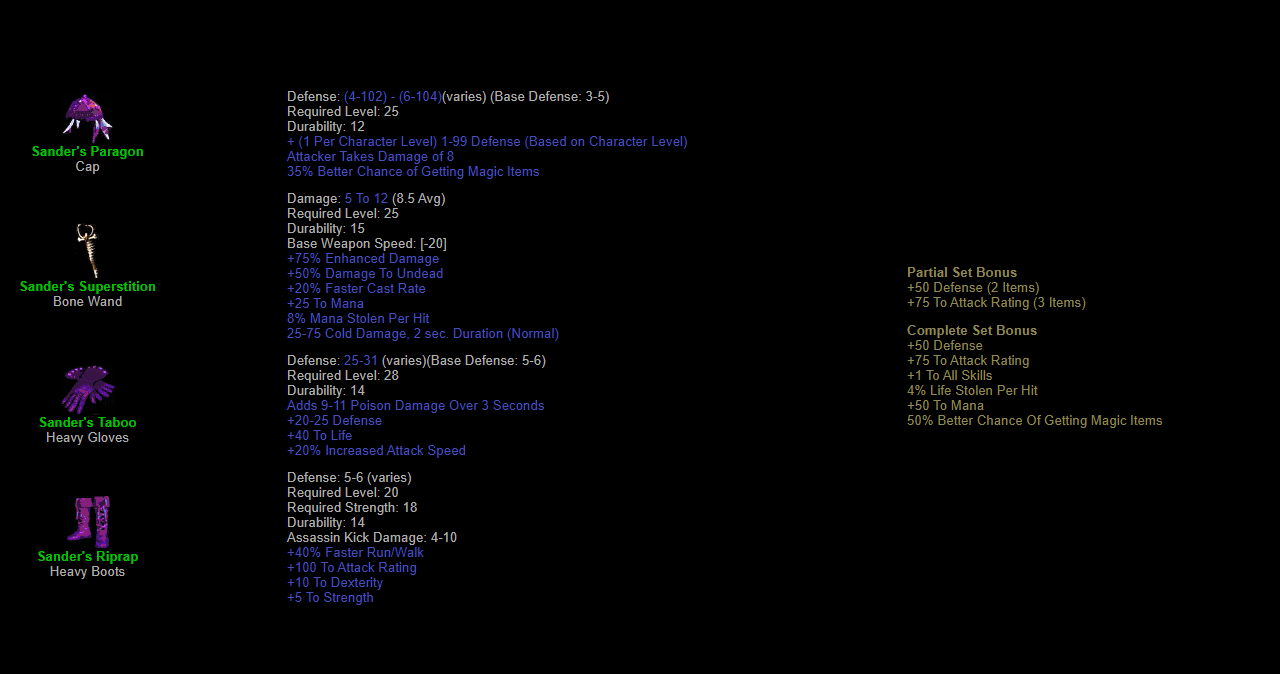 Sander's Paragon
Cap
Defense: (4-102) - (6-104)(varies) (Base Defense: 3-5)
Required Level: 25
Durability: 12
+ (1 Per Character Level) 1-99 Defense (Based on Character Level)
Attacker Takes Damage of 8
35% Better Chance of Getting Magic Items
Sander's Superstition
Bone Wand
Damage: 5 To 12 (8.5 Avg)
Required Level: 25
Durability: 15
Base Weapon Speed: [-20]
+75% Enhanced Damage
+50% Damage To Undead
+20% Faster Cast Rate
+25 To Mana
8% Mana Stolen Per Hit
25-75 Cold Damage, 2 sec. Duration (Normal)
Sander's Taboo
Heavy Gloves
Defense: 25-31 (varies)(Base Defense: 5-6)
Required Level: 28
Durability: 14
Adds 9-11 Poison Damage Over 3 Seconds
+20-25 Defense
+40 To Life
+20% Increased Attack Speed
Sander's Riprap
Heavy Boots
Defense: 5-6 (varies)
Required Level: 20
Required Strength: 18
Durability: 14
Assassin Kick Damage: 4-10
+40% Faster Run/Walk
+100 To Attack Rating
+10 To Dexterity
+5 To Strength
Partial Set Bonus
+50 Defense (2 Items)
+75 To Attack Rating (3 Items)
Complete Set Bonus
+50 Defense
+75 To Attack Rating
+1 To All Skills
4% Life Stolen Per Hit
+50 To Mana
50% Better Chance Of Getting Magic Items